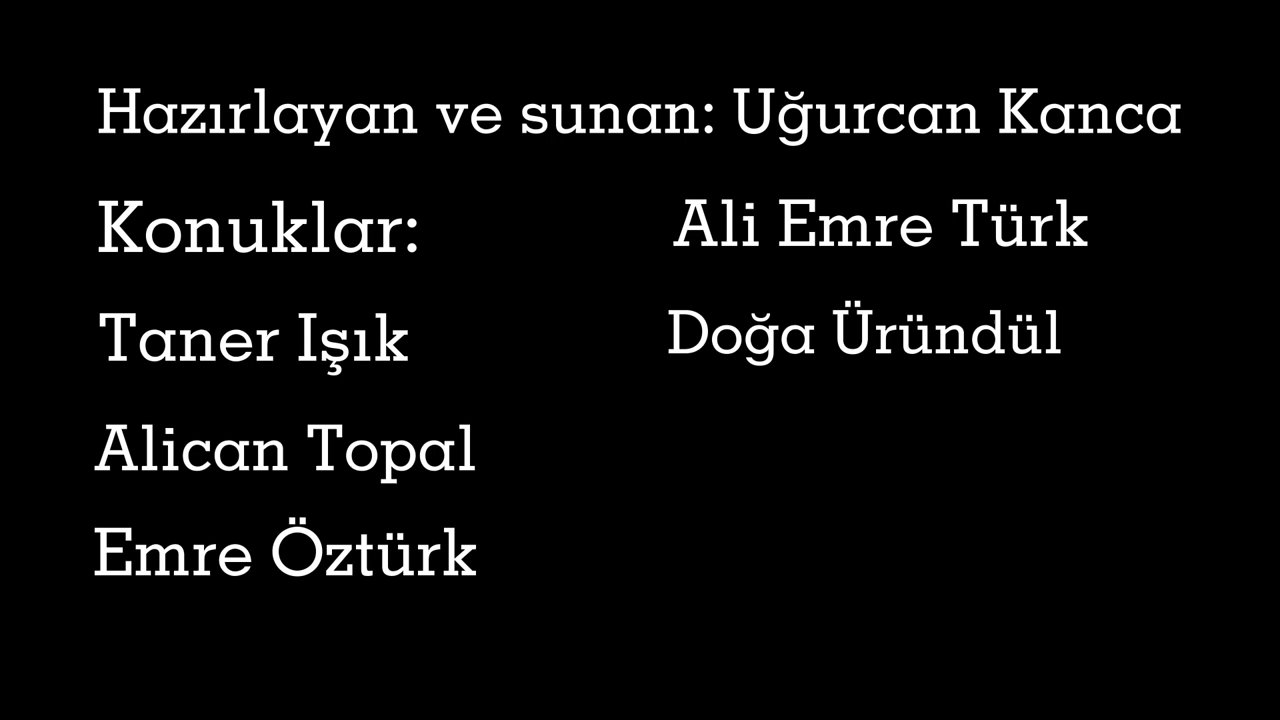 Hazırlayan ve sunan: Uğurcan Kanca
Konuklar:
Taner Işık
Alican Topal
Emre Öztürk
Ali Emre Türk
Doğa Üründül